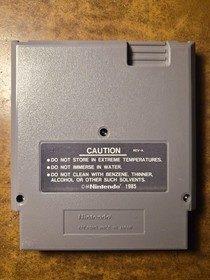 CAUTION REV-A
• DO NOT STORE IN EXTREME TEMPERATURES.
• DO NOT IMMERSE IN WATER.
• DO NOT CLEAN WITH BENZENE, THINNER,
ALCOHOL OR OTHER SUCH SOLVENTS.
©Nintendo 1985
Nintendo